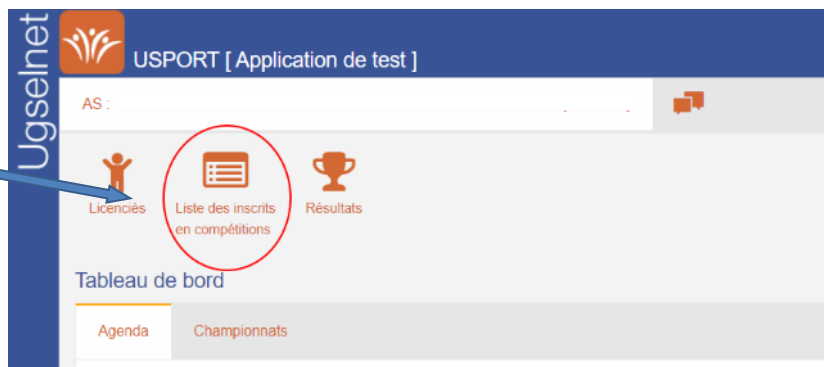 Ugselnet
USPORT [ Application de test ]
AS :
Licenciés
Liste des inscrits
en compétitions
Résultats
Tableau de bord
Agenda
Championnats